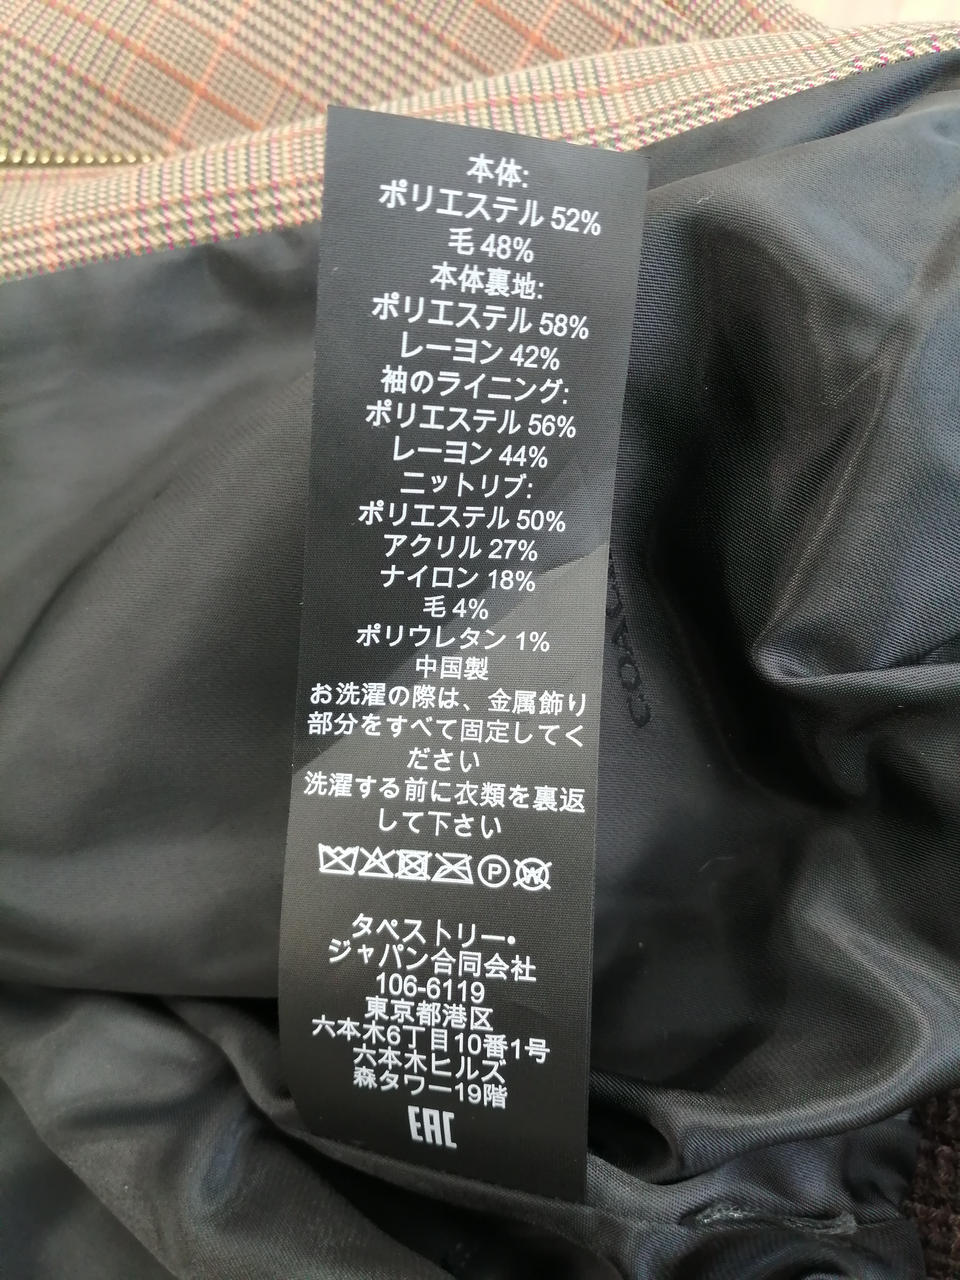 本体:
ポリエステル 52%
毛 48%
本体裏地:
ポリエステル 58%
レーヨン 42%
袖のライニング:
ポリエステル 56%
レーヨン 44%
ニットリブ:
ポリエステル 50%
アクリル 27%
ナイロン 18%
毛 4%
ポリウレタン 1%
中国製
お洗濯の際は、金属飾り
部分をすべて固定してく
ださい
洗濯する前に衣類を裏返
して下さい
P W
タペストリー•
ジャパン合同会社
106-6119
東京都港区
六本木6丁目10番1号
六本木ヒルズ
森タワー19階
EAC